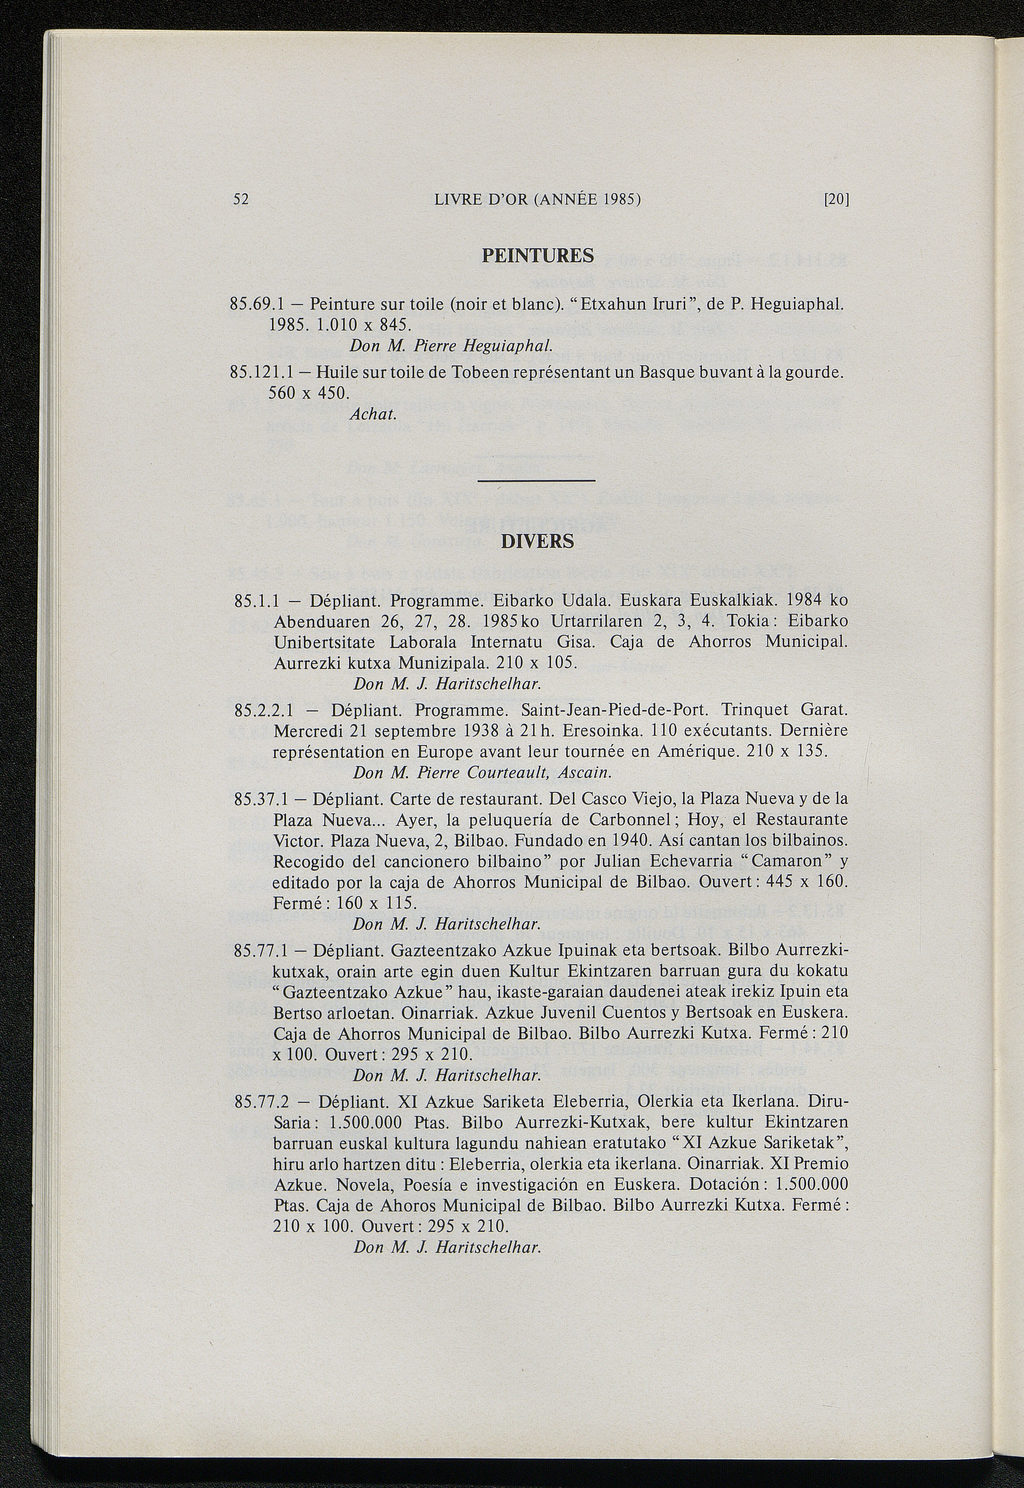 52 LIVRE D'OR (ANNÉE 1985) [20]
PEINTURES
85.69.1 — Peinture sur toile (noir et blanc). “Etxahun Iruri”, de P. Heguiaphal.
1985. 1.010 x 845.
Don M. Pierre Heguiaphal.
85.121.1 — Huile sur toile de Tobeen représentant un Basque buvant à la gourde.
560 x 450.
Achat.
DIVERS
85.1.1 — Dépliant. Programme. Eibarko Udala. Euskara Euskalkiak. 1984 ko
Abenduaren 26, 27, 28. 1985ko Urtarrilaren 2, 3, 4. Tokia : Eibarko
Unibertsitate Laborala Internatu Gisa. Caja de Ahorros Municipal.
Aurrezki kutxa Munizipala. 210 x 105.
Don M. J. Haritschelhar.
85.2.2.1 — Dépliant. Programme. Saint-Jean-Pied-de-Port. Trinquet Garat.
Mercredi 21 septembre 1938 à 21 h. Eresoinka. 110 exécutants. Dernière
représentation en Europe avant leur tournée en Amérique. 210 x 135.
Don M. Pierre Courteault, Ascain.
85.37.1 — Dépliant. Carte de restaurant. Del Casco Viejo, la Plaza Nueva y de la
Plaza Nueva... Ayer, la peluquería de Carbonnel ; Hoy, el Restaurante
Victor. Plaza Nueva, 2, Bilbao. Fundado en 1940. Así cantan los bilbainos.
Recogido del cancionero bilbaino” por Julian Echevarria “Camaron” y
editado por la caja de Ahorros Municipal de Bilbao. Ouvert : 445 x 160.
Fermé : 160 x 115.
Don M. J. Haritschelhar.
85.77.1 — Dépliant. Gazteentzako Azkue Ipuinak eta bertsoak. Bilbo Aurrezki-
kutxak, orain arte egin duen Kultur Ekintzaren barruan gura du kokatu
“Gazteentzako Azkue” hau, ikaste-garaian daudenei ateak irekiz Ipuin eta
Bertso arloetan. Oinarriak. Azkue Juvenil Cuentos y Bertsoak en Euskera.
Caja de Ahorros Municipal de Bilbao. Bilbo Aurrezki Kutxa. Fermé : 210
x 100. Ouvert : 295 x 210.
Don M. J. Haritschelhar.
85.77.2 — Dépliant. XI Azkue Sariketa Eleberria, Olerkia eta Ikerlana. Diru-
Saria : 1.500.000 Ptas. Bilbo Aurrezki-Kutxak, bere kultur Ekintzaren
barruan euskal kultura lagundu nahiean eratutako “XI Azkue Sariketak”,
hiru arlo hartzen ditu : Eleberria, olerkia eta ikerlana. Oinarriak. XI Premio
Azkue. Novela, Poesía e investigación en Euskera. Dotación : 1.500.000
Ptas. Caja de Ahoros Municipal de Bilbao. Bilbo Aurrezki Kutxa. Fermé :
210 x 100. Ouvert : 295 x 210.
Don M. J. Haritschelhar.